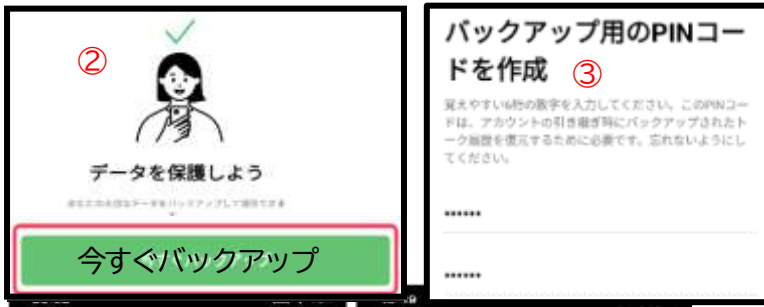 ②
データを保護しよう
今すぐバックアップ
バックアップ用のPINコー
ドを作成 ③
覚えやすい6桁の数字を入力してください。このPINコー
ドは、アカウントの引き継ぎ時にバックアップされたト
ーク履歴を復元するために必要です。忘れないようにし
てください。
••••••
••••••